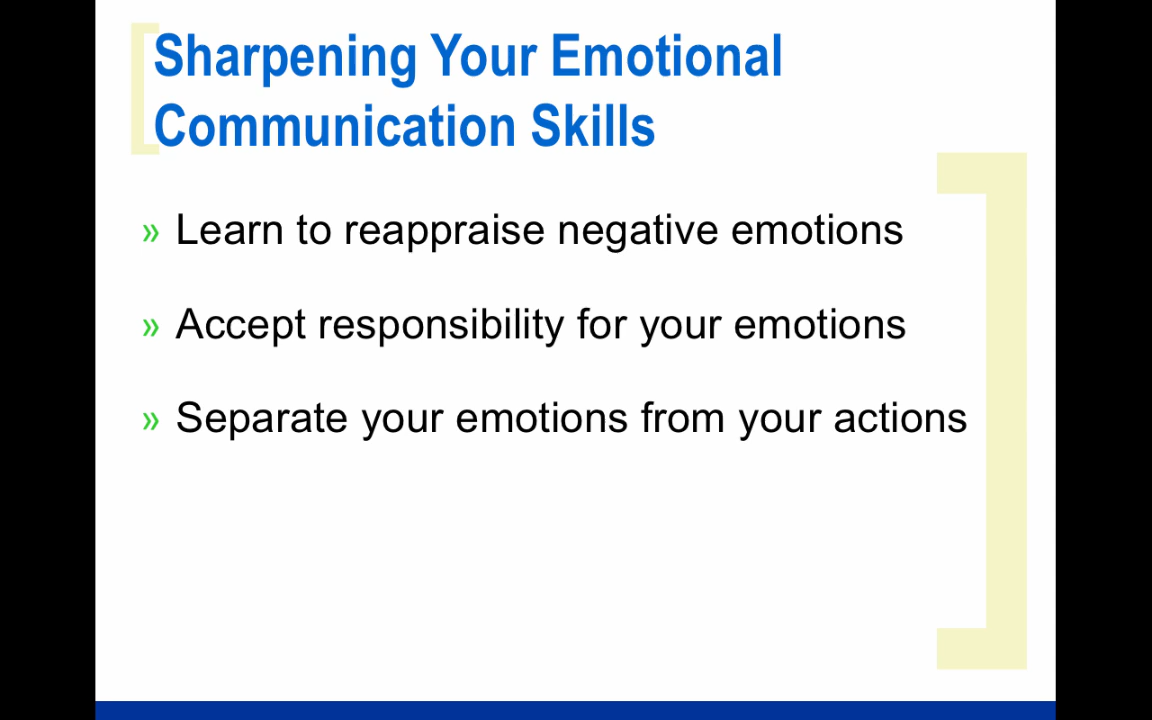 Sharpening Your Emotional
Communication Skills
» Learn to reappraise negative emotions
» Accept responsibility for your emotions
» Separate your emotions from your actions